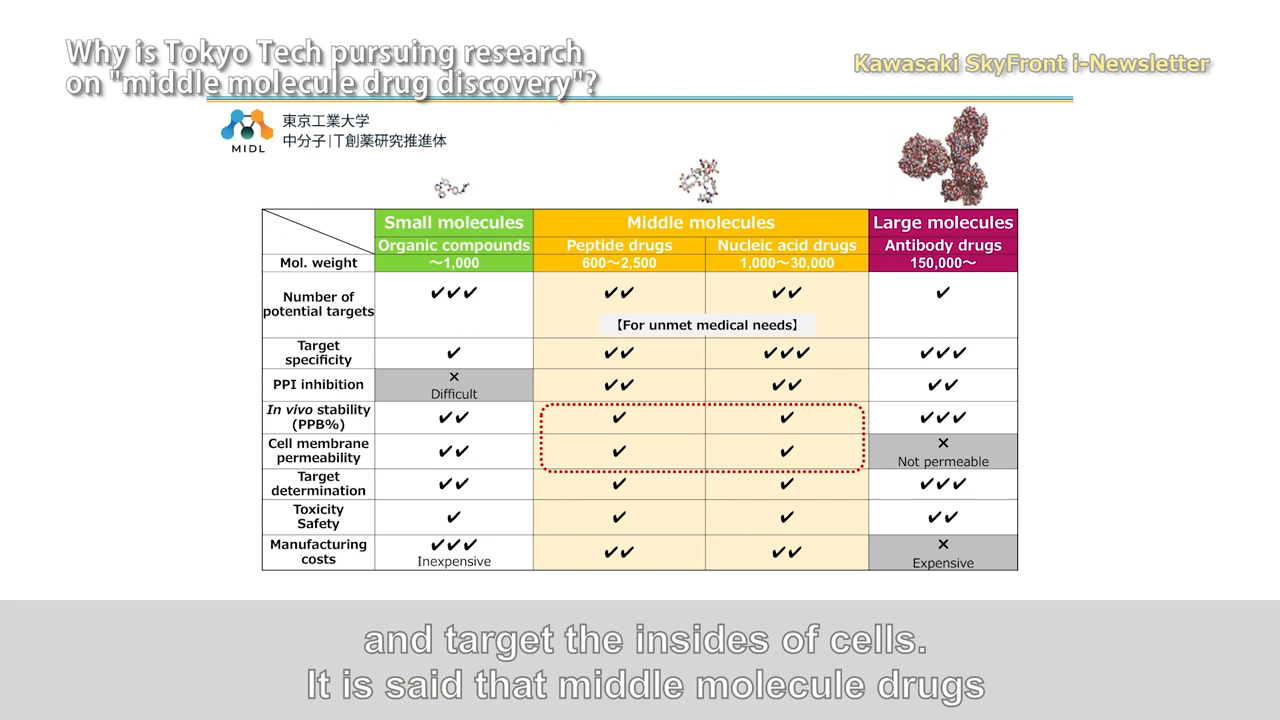 Why is Tokyo Tech pursuing research
on "middle molecule drug discovery"?
Kawasaki SkyFront i-Newsletter
MIDL
東京工業大学
中分子IT創薬研究推進体
Small molecules Middle molecules Large molecules
Organic compounds Peptide drugs Nucleic acid drugs Antibody drugs
Mol. weight ～1,000 600～2,500 1,000～30,000 150,000～
Number of
potential targets ✔✔✔ ✔✔ ✔✔ ✔
【For unmet medical needs】
Target
specificity ✔ ✔✔ ✔✔✔ ✔✔✔
PPI inhibition × ✔✔ ✔✔ ✔✔
Difficult
In vivo stability
(PPB%) ✔✔ ✔ ✔ ✔✔✔
Cell membrane
permeability ✔✔ ✔ ✔ ×
Not permeable
Target
determination ✔✔ ✔ ✔ ✔✔✔
Toxicity
Safety ✔ ✔ ✔ ✔✔
Manufacturing
costs ✔✔✔ ✔✔ ✔✔ ×
Inexpensive Expensive
and target the insides of cells.
It is said that middle molecule drugs